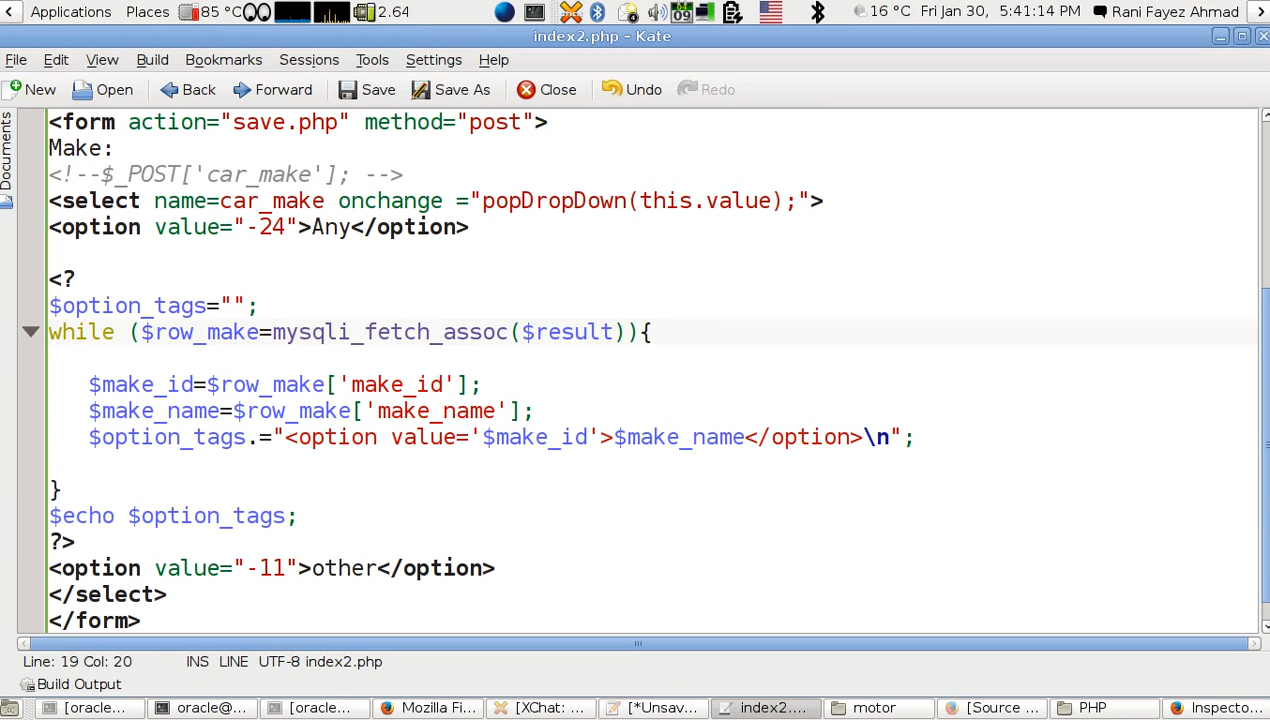 Applications Places 85 °C 2.64 09 16 °C Fri Jan 30, 5:41:14 PM Rani Fayez Ahmad
index2.php – Kate
File Edit View Build Bookmarks Sessions Tools Settings Help
New Open Back Forward Save Save As Close Undo Redo
Documents
<form action="save.php" method="post">
Make:
<!--$_POST['car_make']; -->
<select name=car_make onchange ="popDropDown(this.value);">
<option value="-24">Any</option>
<?
$option_tags="";
while ($row_make=mysqli_fetch_assoc($result)){
$make_id=$row_make['make_id'];
$make_name=$row_make['make_name'];
$option_tags.="<option value='$make_id'>$make_name</option>\n";
}
$echo $option_tags;
?>
<option value="-11">other</option>
</select>
</form>
Line: 19 Col: 20 INS LINE UTF-8 index2.php
Build Output
[oracle... oracle@... [oracle... Mozilla Fi... [XChat: ... [*Unsav... index2.... motor [Source ... PHP Inspecto...